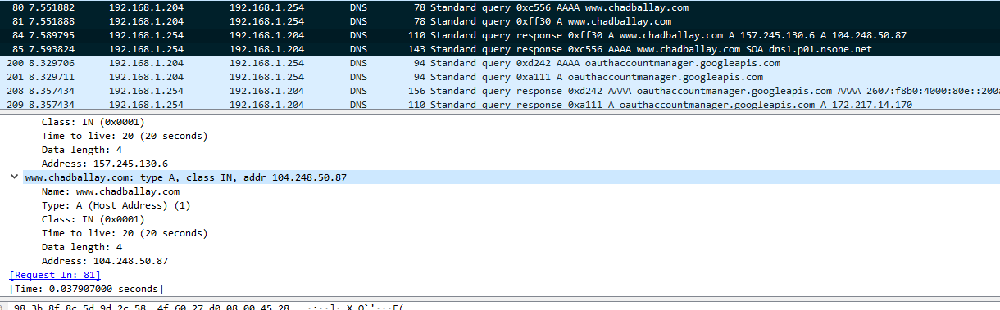 80 7.551882 192.168.1.204 192.168.1.254 DNS 78 Standard query 0xc556 AAAA www.chadballay.com
81 7.551888 192.168.1.204 192.168.1.254 DNS 78 Standard query 0xff30 A www.chadballay.com
84 7.589795 192.168.1.254 192.168.1.204 DNS 110 Standard query response 0xff30 A www.chadballay.com A 157.245.130.6 A 104.248.50.87
85 7.593824 192.168.1.254 192.168.1.204 DNS 143 Standard query response 0xc556 AAAA www.chadballay.com SOA dns1.p01.nsone.net
200 8.329706 192.168.1.204 192.168.1.254 DNS 94 Standard query 0xd242 AAAA oauthaccountmanager.googleapis.com
201 8.329711 192.168.1.204 192.168.1.254 DNS 94 Standard query 0xa111 A oauthaccountmanager.googleapis.com
208 8.357434 192.168.1.254 192.168.1.204 DNS 156 Standard query response 0xd242 AAAA oauthaccountmanager.googleapis.com AAAA 2607:f8b0:4000:80e::200
209 8.357434 192.168.1.254 192.168.1.204 DNS 110 Standard query response 0xa111 A oauthaccountmanager.googleapis.com A 172.217.14.170
Class: IN (0x0001)
Time to live: 20 (20 seconds)
Data length: 4
Address: 157.245.130.6
www.chadballay.com: type A, class IN, addr 104.248.50.87
Name: www.chadballay.com
Type: A (Host Address) (1)
Class: IN (0x0001)
Time to live: 20 (20 seconds)
Data length: 4
Address: 104.248.50.87
[Request In: 81]
[Time: 0.037907000 seconds]
98 3b 8f 8c 5d 9d 2c 58 4f 60 27 d0 08 00 45 28